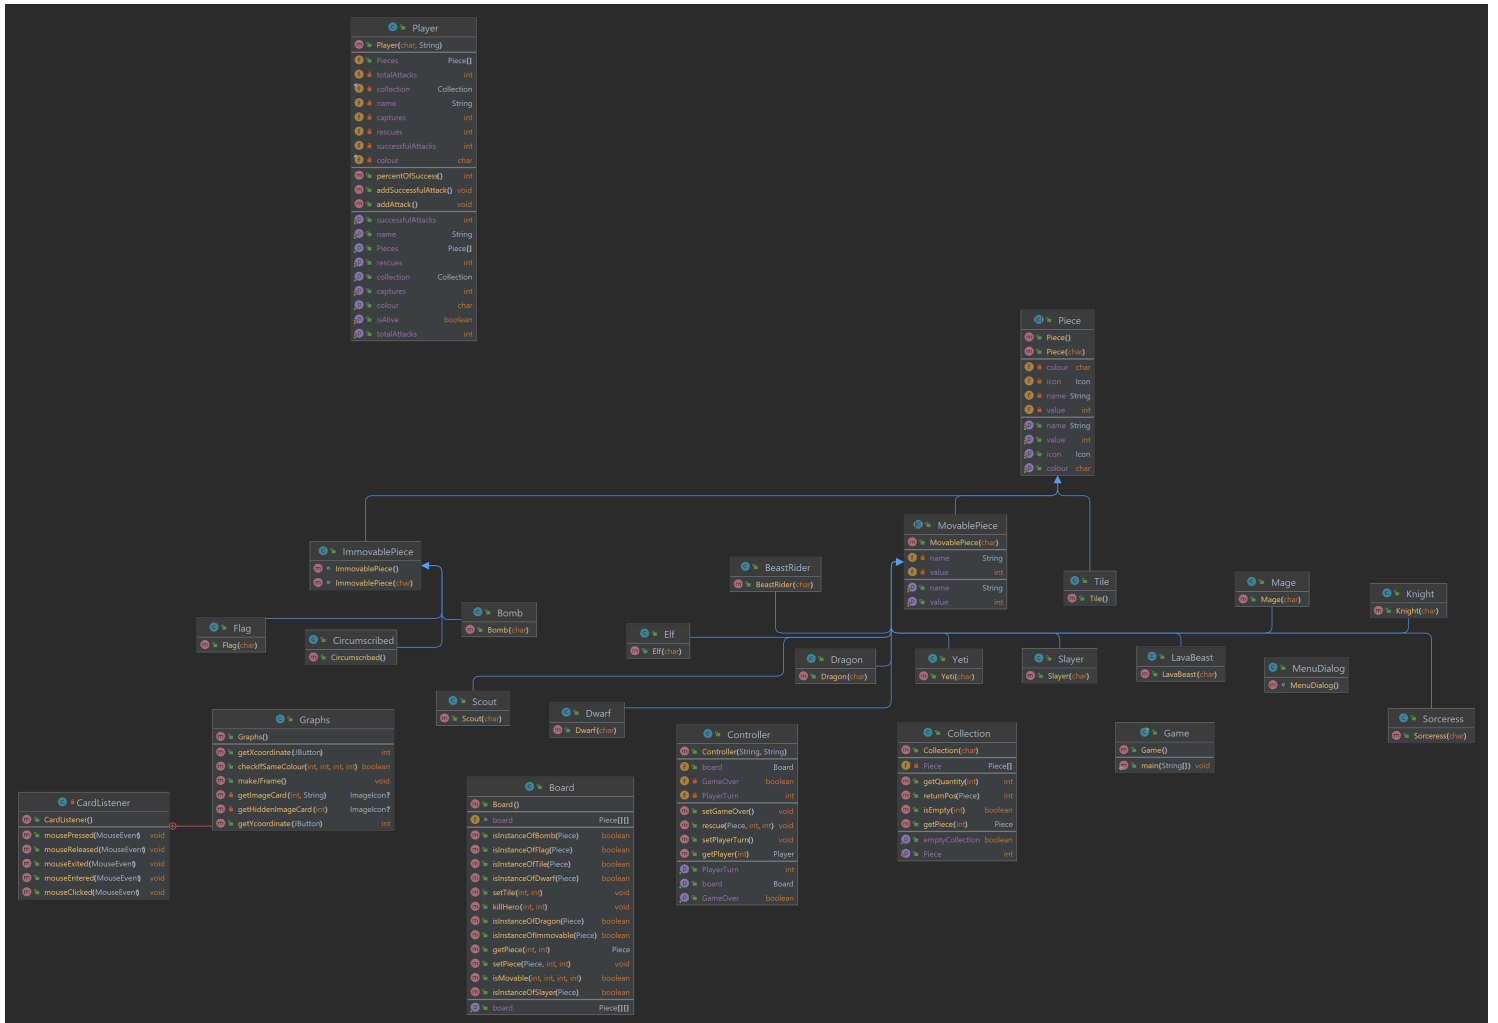 Player
Player(char, String)
Pieces Piece[]
totalAttacks int
collection Collection
name String
captures int
rescues int
successfulAttacks int
colour char
percentOfSuccess() int
addSuccessfulAttack() void
addAttack() void
successfulAttacks int
name String
Pieces Piece[]
rescues int
collection Collection
captures int
colour char
isAlive boolean
totalAttacks int
Piece
Piece()
Piece(char)
colour char
icon Icon
name String
value int
name String
value int
icon Icon
colour char
ImmovablePiece
ImmovablePiece()
ImmovablePiece(char)
MovablePiece
MovablePiece(char)
name String
value int
name String
value int
BeastRider
BeastRider(char)
Tile
Tile()
Mage
Mage(char)
Knight
Knight(char)
Flag
Flag(char)
Circumscribed
Circumscribed()
Bomb
Bomb(char)
Elf
Elf(char)
Dragon
Dragon(char)
Yeti
Yeti(char)
Slayer
Slayer(char)
LavaBeast
LavaBeast(char)
MenuDialog
MenuDialog()
Scout
Scout(char)
Dwarf
Dwarf(char)
Sorceress
Sorceress(char)
Graphs
Graphs()
getXcoordinate(JButton) int
checkIfSameColour(int, int, int, int) boolean
makeJFrame() void
getImageCard(int, String) ImageIcon?
getHiddenImageCard(int) ImageIcon?
getYcoordinate(JButton) int
CardListener
CardListener()
mousePressed(MouseEvent) void
mouseReleased(MouseEvent) void
mouseExited(MouseEvent) void
mouseEntered(MouseEvent) void
mouseClicked(MouseEvent) void
Board
Board()
board Piece[][]
isInstanceOfBomb(Piece) boolean
isInstanceOfFlag(Piece) boolean
isInstanceOfTile(Piece) boolean
isInstanceOfDwarf(Piece) boolean
setTile(int, int) void
killHero(int, int) void
isInstanceOfDragon(Piece) boolean
isInstanceOfImmovable(Piece) boolean
getPiece(int, int) Piece
setPiece(Piece, int, int) void
isMovable(int, int, int, int) boolean
isInstanceOfSlayer(Piece) boolean
board Piece[][]
Controller
Controller(String, String)
board Board
GameOver boolean
PlayerTurn int
setGameOver() void
rescue(Piece, int, int) void
setPlayerTurn() void
getPlayer(int) Player
PlayerTurn int
board Board
GameOver boolean
Collection
Collection(char)
Piece Piece[]
getQuantity(int) int
returnPos(Piece) int
isEmpty(int) boolean
getPiece(int) Piece
emptyCollection boolean
Piece int
Game
Game()
main(String[]) void